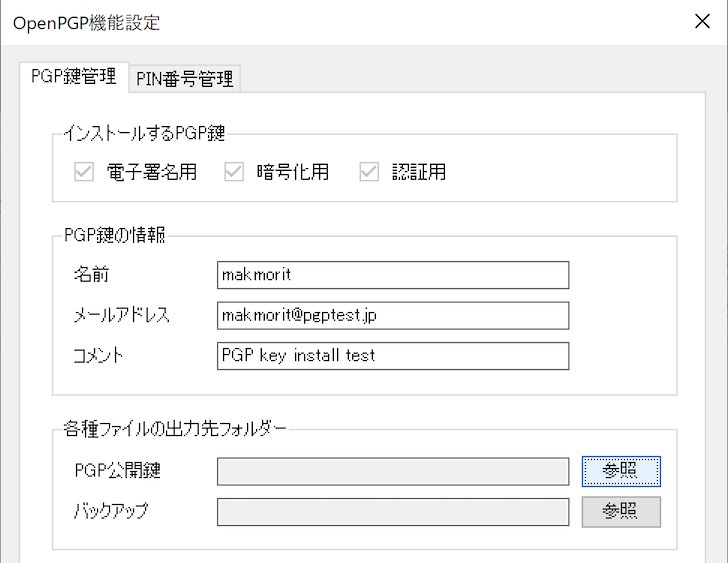 OpenPGP機能設定
PGP鍵管理 PIN番号管理
インストールするPGP鍵
電子署名用 暗号化用 認証用
PGP鍵の情報
名前 makmorit
メールアドレス makmorit@pgptest.jp
コメント PGP key install test
各種ファイルの出力先フォルダー
PGP公開鍵 参照
バックアップ 参照